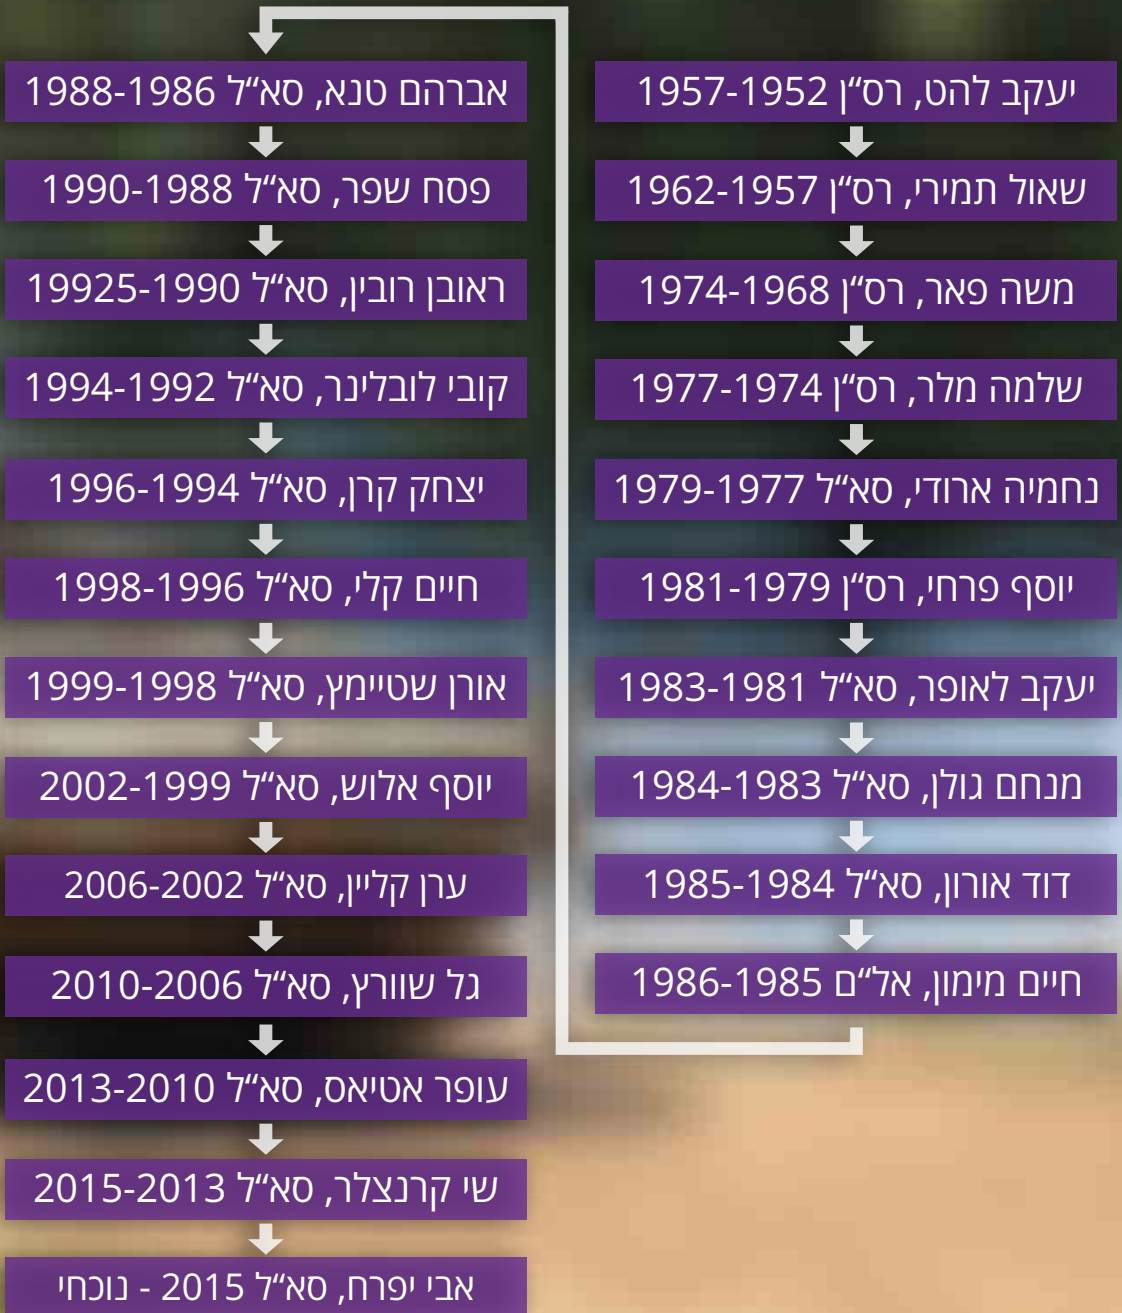 יעקב להט, רס“ן 1957-1952
שאול תמירי, רס“ן 1962-1957
משה פאר, רס“ן 1974-1968
שלמה מלר, רס“ן 1977-1974
נחמיה ארודי, סא“ל 1979-1977
יוסף פרחי, רס“ן 1981-1979
יעקב לאופר, סא“ל 1983-1981
מנחם גולן, סא“ל 1984-1983
דוד אורון, סא“ל 1985-1984
חיים מימון, אל“ם 1986-1985
אברהם טנא, סא“ל 1988-1986
פסח שפר, סא“ל 1990-1988
ראובן רובין, סא“ל 19925-1990
קובי לובלינר, סא“ל 1994-1992
יצחק קרן, סא“ל 1996-1994
חיים קלי, סא“ל 1998-1996
אורן שטיימץ, סא“ל 1999-1998
יוסף אלוש, סא“ל 2002-1999
ערן קליין, סא“ל 2006-2002
גל שוורץ, סא“ל 2010-2006
עופר אטיאס, סא“ל 2013-2010
שי קרנצלר, סא“ל 2015-2013
אבי יפרח, סא“ל 2015 - נוכחי